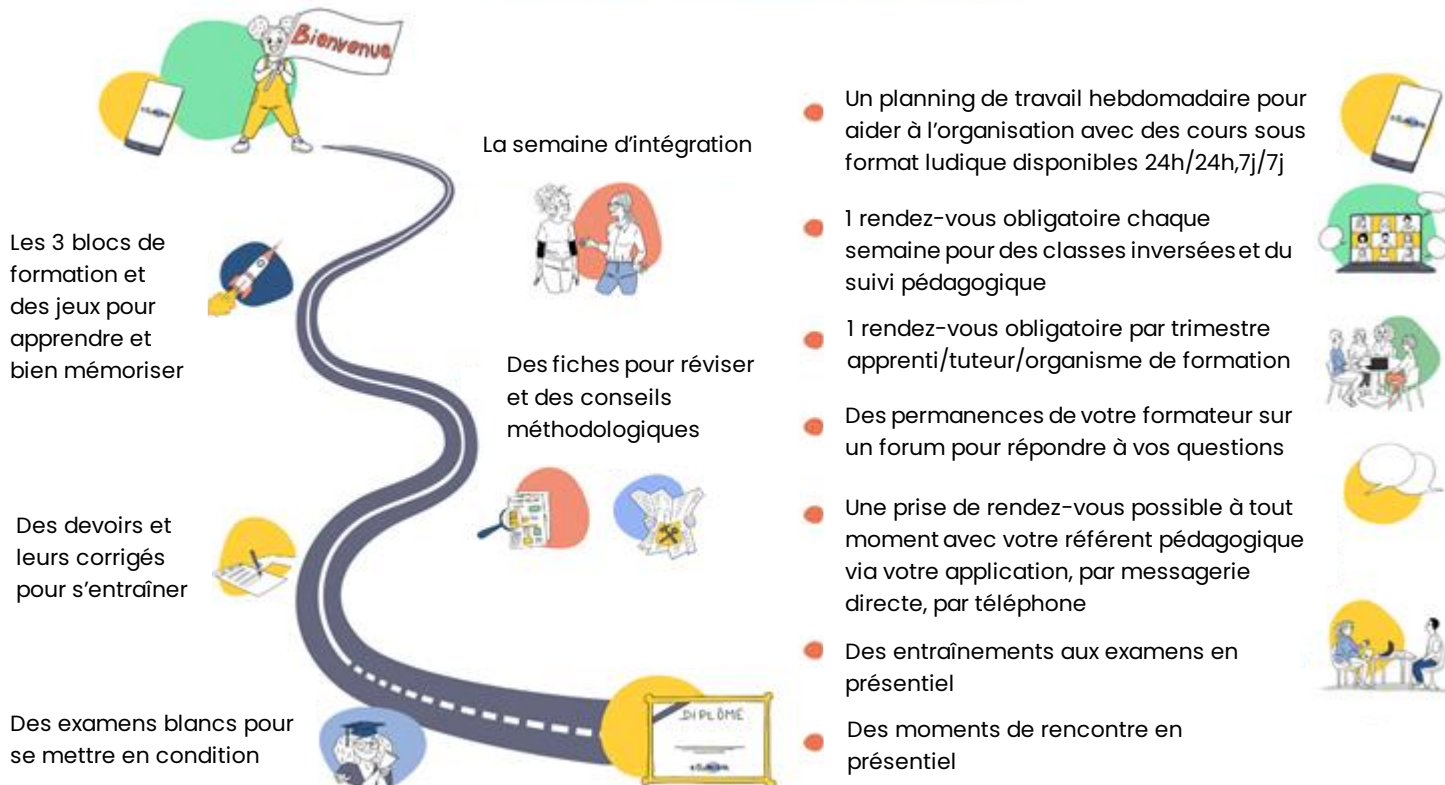 Bienvenue
La semaine d’intégration
Les 3 blocs de
formation et
des jeux pour
apprendre et
bien mémoriser
Des fiches pour réviser
et des conseils
méthodologiques
Des devoirs et
leurs corrigés
pour s’entraîner
Des examens blancs pour
se mettre en condition
DIPLÔME
Un planning de travail hebdomadaire pour
aider à l’organisation avec des cours sous
format ludique disponibles 24h/24h,7j/7j
1 rendez-vous obligatoire chaque
semaine pour des classes inversées et du
suivi pédagogique
1 rendez-vous obligatoire par trimestre
apprenti/tuteur/organisme de formation
Des permanences de votre formateur sur
un forum pour répondre à vos questions
Une prise de rendez-vous possible à tout
moment avec votre référent pédagogique
via votre application, par messagerie
directe, par téléphone
Des entraînements aux examens en
présentiel
Des moments de rencontre en
présentiel